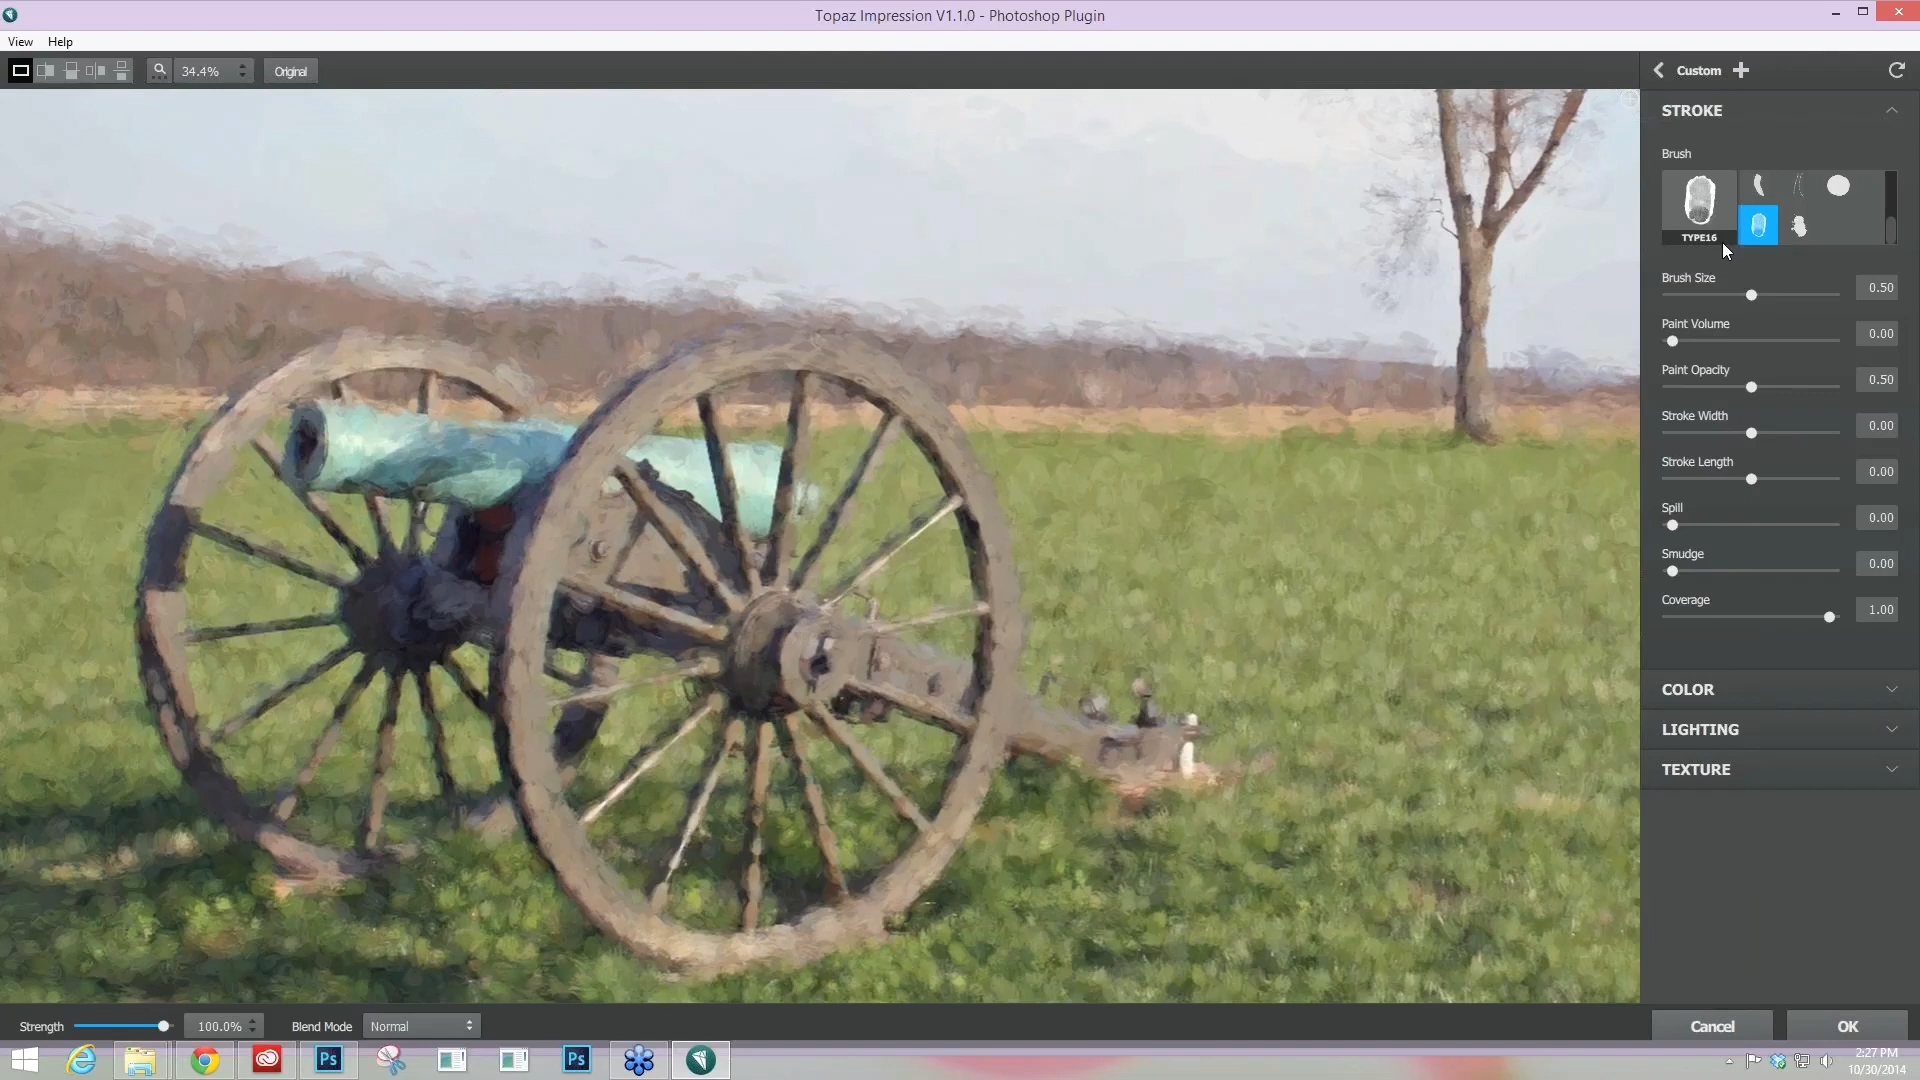 Topaz Impression V1.1.0 - Photoshop Plugin
View Help
34.4% Original
Custom
STROKE
Brush
TYPE16
Brush Size 0.50
Paint Volume 0.00
Paint Opacity 0.50
Stroke Width 0.00
Stroke Length 0.00
Spill 0.00
Smudge 0.00
Coverage 1.00
COLOR
LIGHTING
TEXTURE
Strength 100.0% Blend Mode Normal
Cancel OK
Ps Ps
2:27 PM
10/30/2014